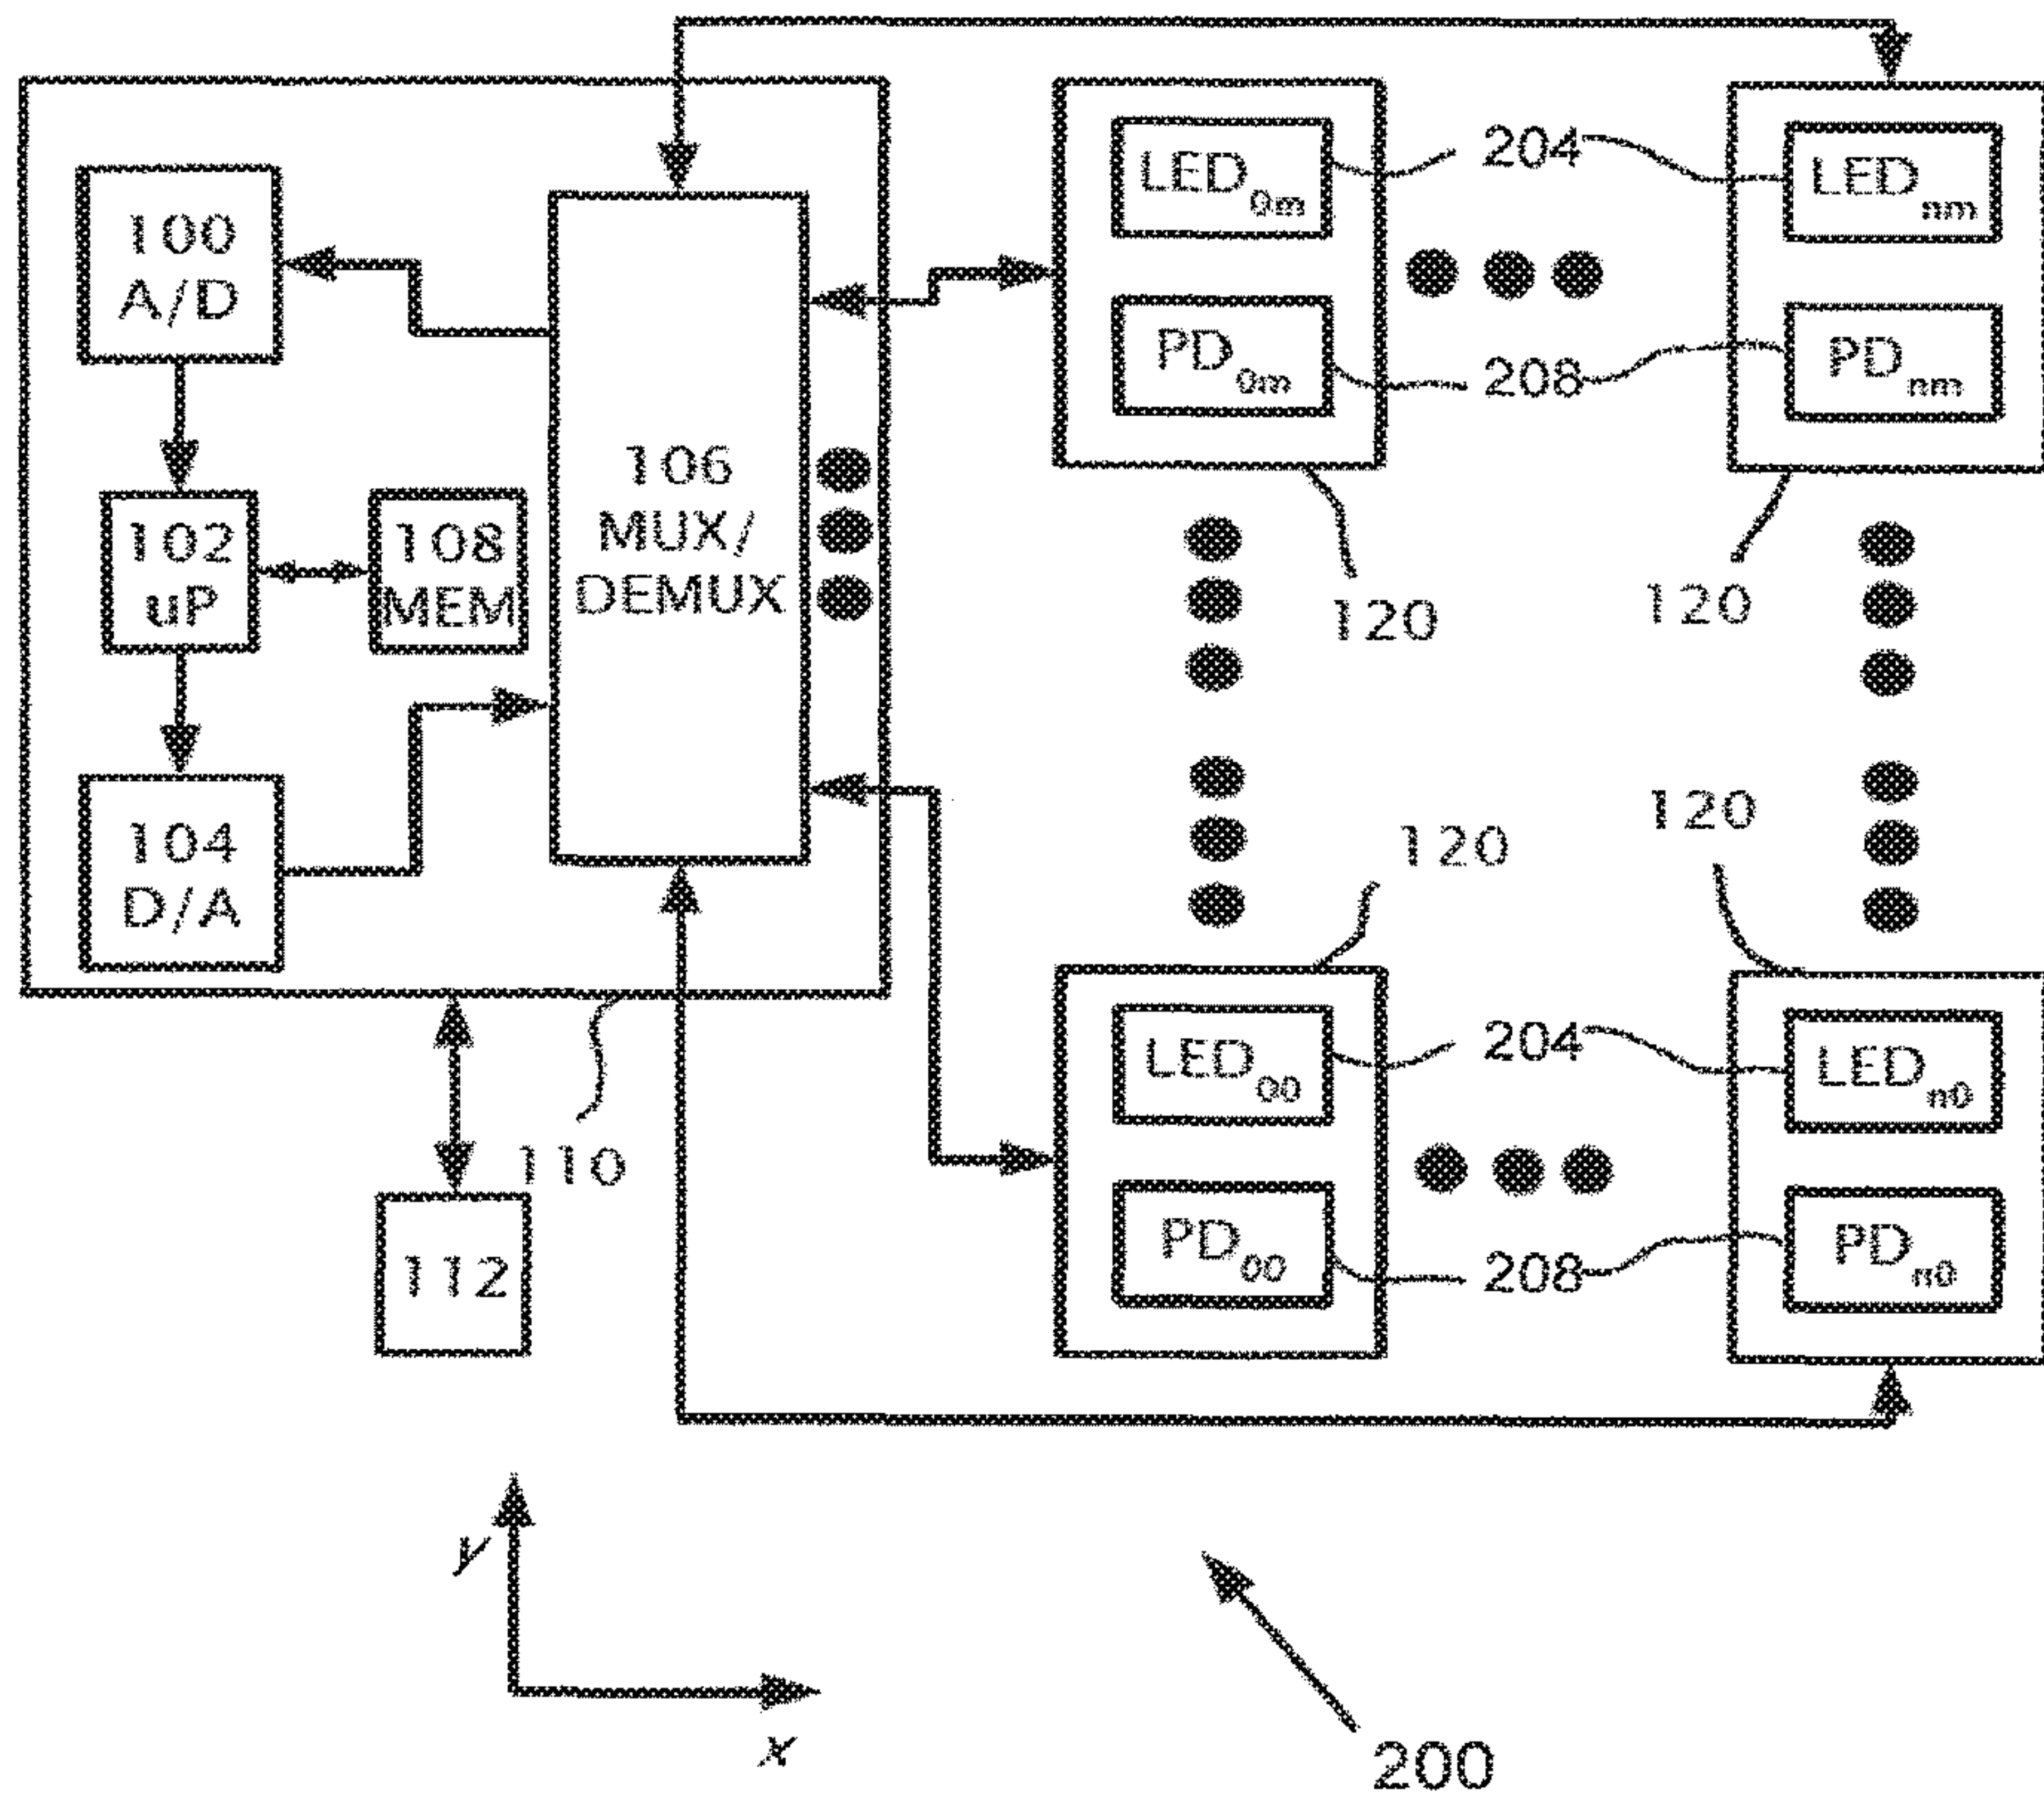 100
A/D
102
uP
108
MEM
104
D/A
106
MUX/
DEMUX
110
112
LED0m
PD0m
204
208
LEDnm
PDnm
120
120
120
120
LED00
PD00
204
208
LEDn0
PDn0
y
x
200